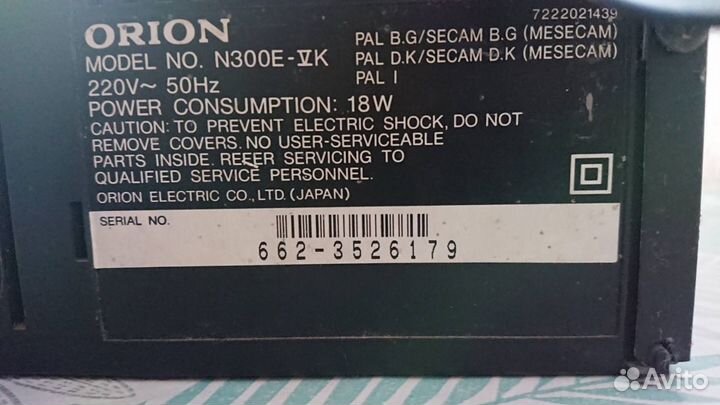 7222021439
ORION
MODEL NO. N300E-VK
220V~ 50Hz
POWER CONSUMPTION: 18W
PAL B.G/SECAM B.G (MESECAM)
PAL D.K/SECAM D.K (MESECAM)
PAL I
CAUTION: TO PREVENT ELECTRIC SHOCK, DO NOT
REMOVE COVERS. NO USER-SERVICEABLE
PARTS INSIDE. REFER SERVICING TO
QUALIFIED SERVICE PERSONNEL.
ORION ELECTRIC CO., LTD. (JAPAN)
SERIAL NO.
662-3526179
Avito